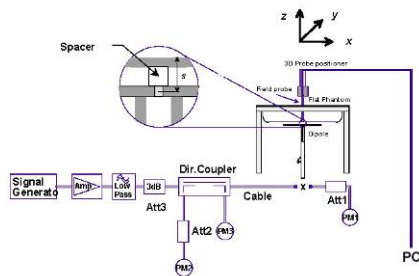 z
y
x
Spacer
s
3D Probe positioner
Field probe
Flat Phantom
Dipole
Signal
Generato
Amp
Low
Pass
3dB
Att3
Dir.Coupler
Cable
x
Att1
Att2
PM3
PM1
PM2
PC